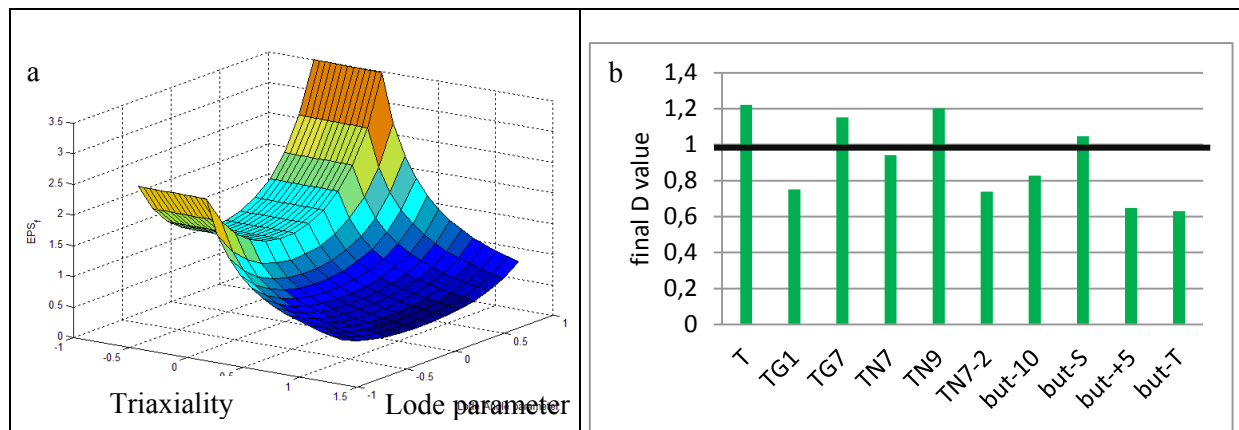 a
3.5
3
2.5
2
1.5
1
0.5
0
EPSf
-1
-0.5
0
0.5
1
1.5
-1
-0.5
0
0.5
1
Triaxiality
Lode parameter
b
1,4
1,2
1
0,8
0,6
0,4
0,2
0
final D value
T
TG1
TG7
TN7
TN9
TN7-2
but-10
but-S
but-+5
but-T